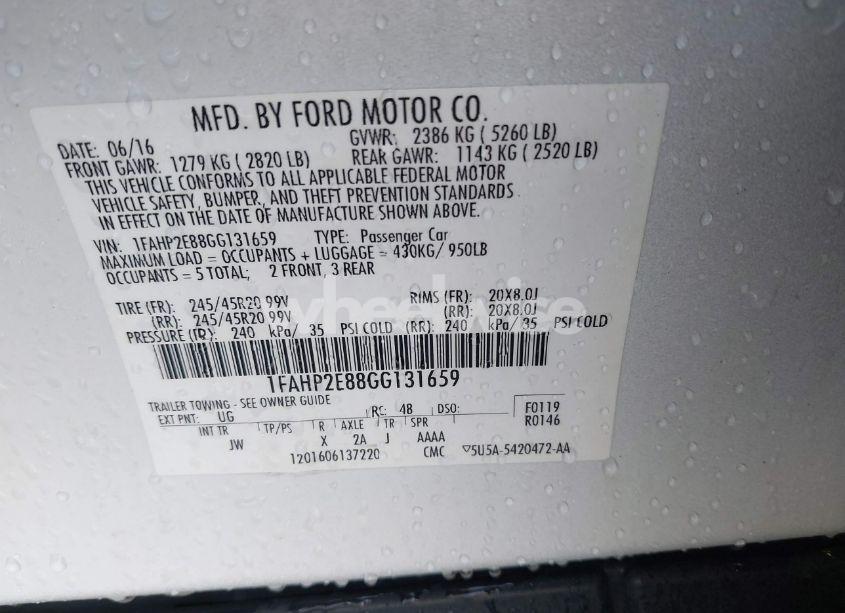 MFD. BY FORD MOTOR CO.
DATE: 06/16 GVWR: 2386 KG ( 5260 LB)
FRONT GAWR: 1279 KG ( 2820 LB) REAR GAWR: 1143 KG ( 2520 LB)
THIS VEHICLE CONFORMS TO ALL APPLICABLE FEDERAL MOTOR
VEHICLE SAFETY, BUMPER, AND THEFT PREVENTION STANDARDS
IN EFFECT ON THE DATE OF MANUFACTURE SHOWN ABOVE.
VIN: 1FAHP2E88GG131659 TYPE: Passenger Car
MAXIMUM LOAD = OCCUPANTS + LUGGAGE = 430KG/ 950LB
OCCUPANTS = 5 TOTAL; 2 FRONT, 3 REAR
TIRE (FR): 245/45R20 99V RIMS (FR): 20X8.0J
(RR): 245/45R20 99V (RR): 20X8.0J
PRESSURE (FR): 240 kPa/ 35 PSI COLD (RR): 240 kPa/ 35 PSI COLD
1FAHP2E88GG131659
TRAILER TOWING - SEE OWNER GUIDE
EXT PNT: UG RC: 48 DSO: F0119
R0146
INT TR TP/PS R AXLE TR SPR
JW X 2A J AAAA
1201606137220 CMC ▽5U5A-5420472-AA
wheelwise